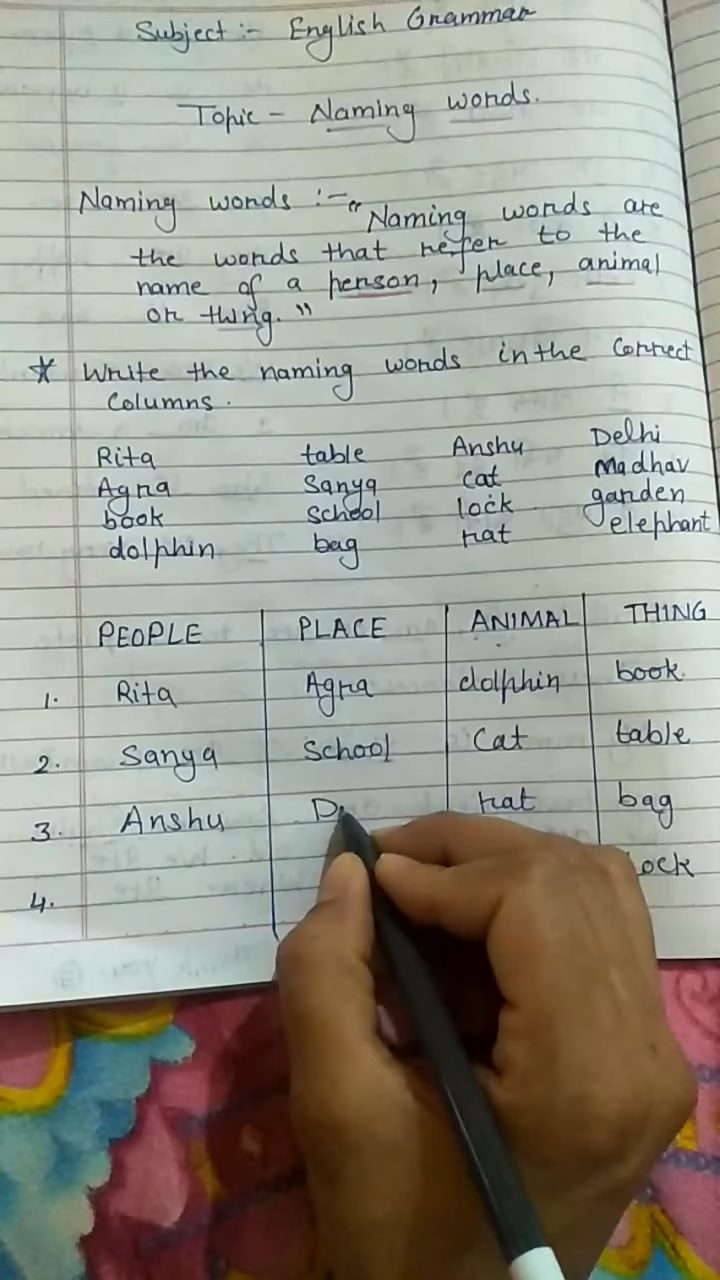 Subject :- English Grammar
Topic - Naming words.
Naming words :- "Naming words are
the words that refer to the
name of a person, place, animal
or thing."
* Write the naming words in the correct
columns.
Rita table Anshu Delhi
Agra Sanya cat Madhav
book school lock garden
dolphin bag rat elephant
PEOPLE PLACE ANIMAL THING
1. Rita Agra dolphin book.
2. Sanya School Cat table
3. Anshu D rat bag
4. ock